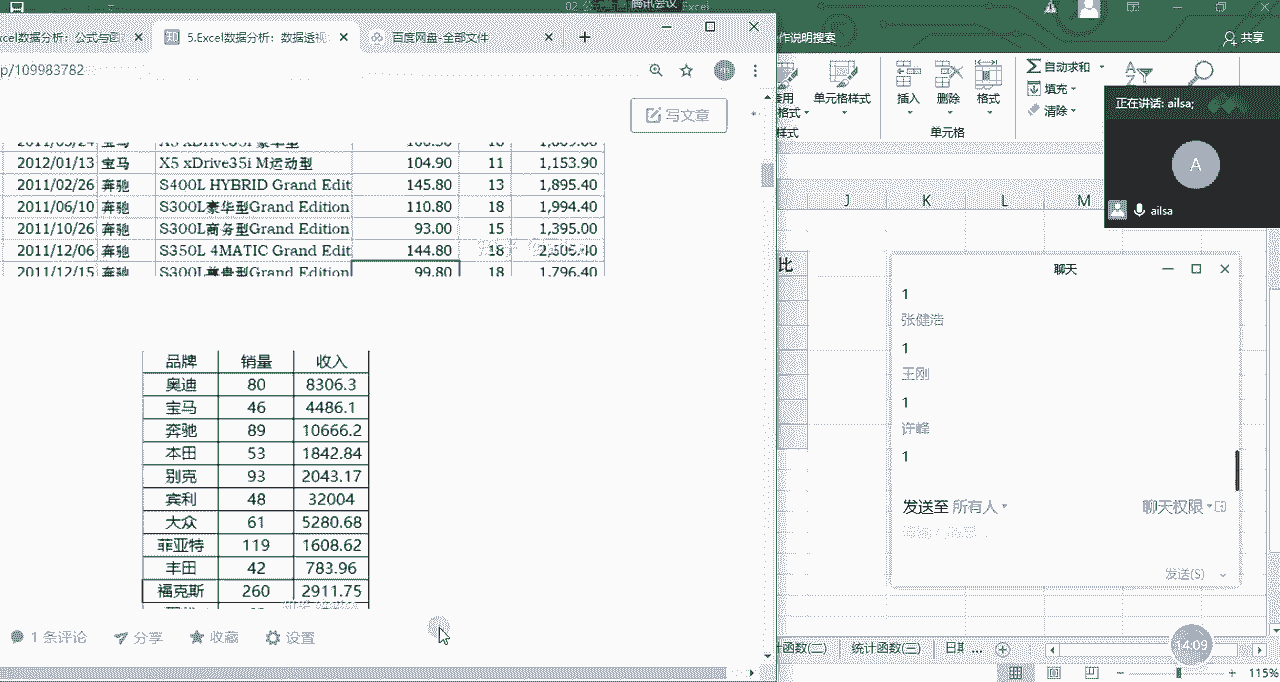 02
腾讯会议
Excel
xcel数据分析：公式与函
5.Excel数据分析：数据透视
百度网盘-全部文件
作说明搜索
共享
p/109983782
写文章
单元格样式
插入
删除
格式
自动求和
填充
清除
单元格
正在讲话: ailsa;
A
ailsa
2012/01/13 宝马 X5 xDrive35i M运动型 104.90 11 1,153.90
2011/02/26 奔驰 S400L HYBRID Grand Edit 145.80 13 1,895.40
2011/06/10 奔驰 S300L豪华型Grand Edition 110.80 18 1,994.40
2011/10/26 奔驰 S300L商务型Grand Edition 93.00 15 1,395.00
2011/12/06 奔驰 S350L 4MATIC Grand Edit 144.80 18 2,606.40
2011/12/15 奔驰 S300L尊贵型Grand Edition 99.80 18 1,796.40
J K L M
比
品牌 销量 收入
奥迪 80 8306.3
宝马 46 4486.1
奔驰 89 10666.2
本田 53 1842.84
别克 93 2043.17
宾利 48 32004
大众 61 5280.68
菲亚特 119 1608.62
丰田 42 783.96
福克斯 260 2911.75
聊天
1
张健浩
1
王刚
1
许峰
1
发送至 所有人
聊天权限
发送(S)
1 条评论
分享
收藏
设置
计函数(二)
统计函数(三)
日期 ...
14:09
115%